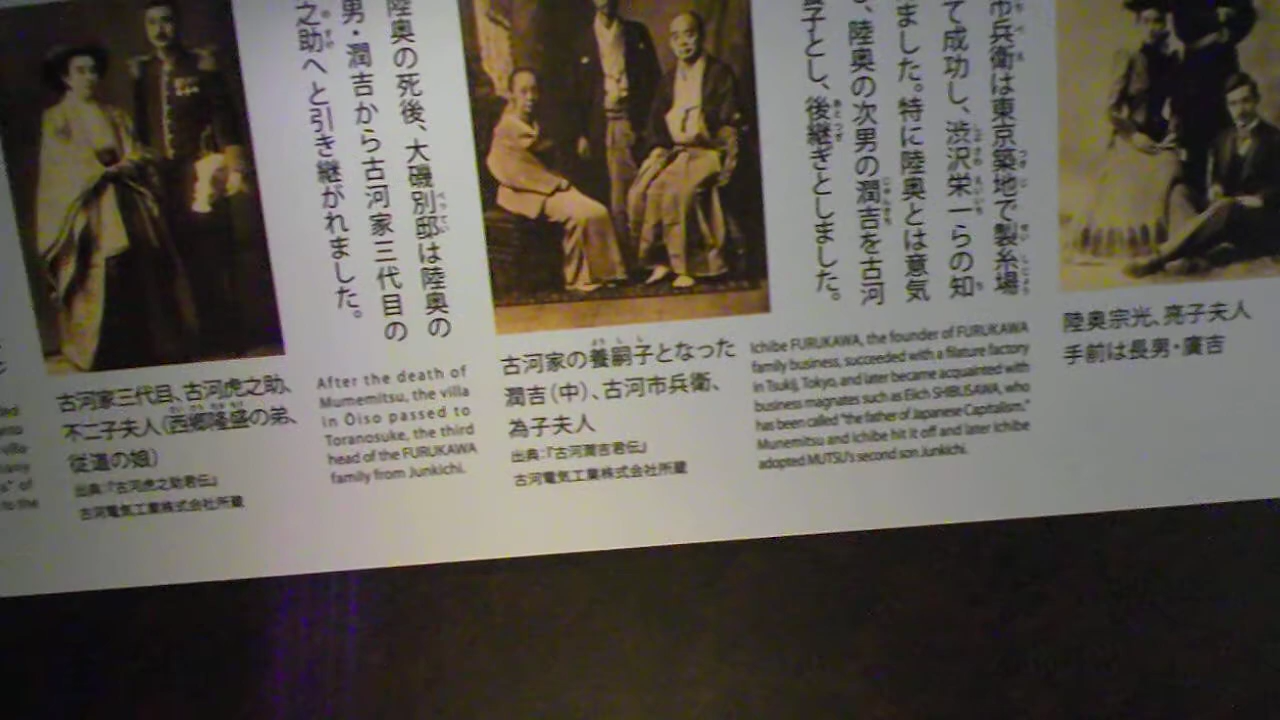 市兵衛は東京築地で製糸場
て成功し、渋沢栄一らの知
ました。特に陸奥とは意気
、陸奥の次男の潤吉を古河
子とし、後継ぎとしました。
陸奥の死後、大磯別邸は陸奥の
男・潤吉から古河家三代目の
之助へと引き継がれました。
陸奥宗光、亮子夫人
手前は長男・廣吉
Ichibe FURUKAWA, the founder of FURUKAWA
family business, succeeded with a filature factory
in Tsukij, Tokyo, and later became acquainted with
business magnates such as Eiich SHIBUSAWA, who
has been called "the father of Japanese Capitalism."
Munemitsu and Ichibe hit it off and later Ichibe
adopted MUTSU's second son Junkichi.
古河家の養嗣子となった
潤吉（中）、古河市兵衛、
為子夫人
出典:『古河潤吉君伝』
古河電気工業株式会社所蔵
After the death of
Mumemitsu, the villa
in Oiso passed to
Toranosuke, the third
head of the FURUKAWA
family from Junkichi.
古河家三代目、古河虎之助、
不二子夫人（西郷隆盛の弟、
従道の娘）
出典:『古河虎之助君伝』
古河電気工業株式会社所蔵
of
to the